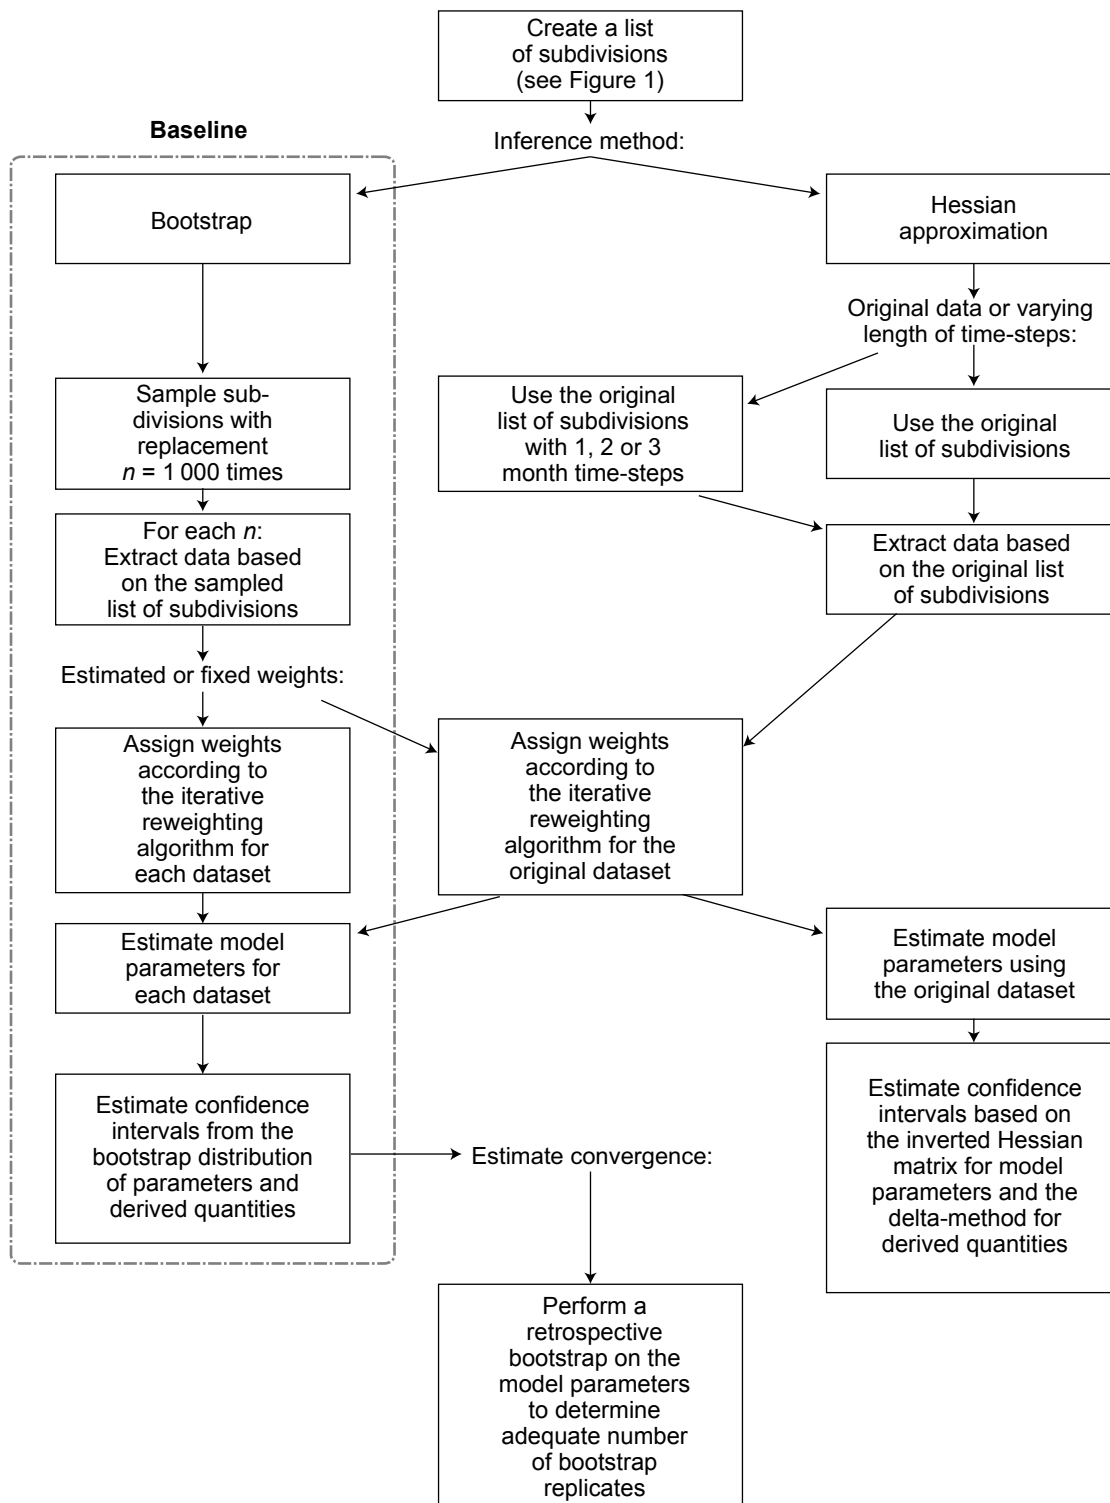 Create a list
of subdivisions
(see Figure 1)
Baseline
Inference method:
Bootstrap
Hessian
approximation
Original data or varying
length of time-steps:
Sample sub-
divisions with
replacement
n = 1 000 times
Use the original
list of subdivisions
with 1, 2 or 3
month time-steps
Use the original
list of subdivisions
For each n:
Extract data based
on the sampled
list of subdivisions
Extract data based
on the original list
of subdivisions
Estimated or fixed weights:
Assign weights
according to
the iterative
reweighting
algorithm for
each dataset
Assign weights
according to
the iterative
reweighting
algorithm for the
original dataset
Estimate model
parameters for
each dataset
Estimate model
parameters using
the original dataset
Estimate confidence
intervals from the
bootstrap distribution
of parameters and
derived quantities
Estimate convergence:
Estimate confidence
intervals based on
the inverted Hessian
matrix for model
parameters and the
delta-method for
derived quantities
Perform a
retrospective
bootstrap on the
model parameters
to determine
adequate number
of bootstrap
replicates